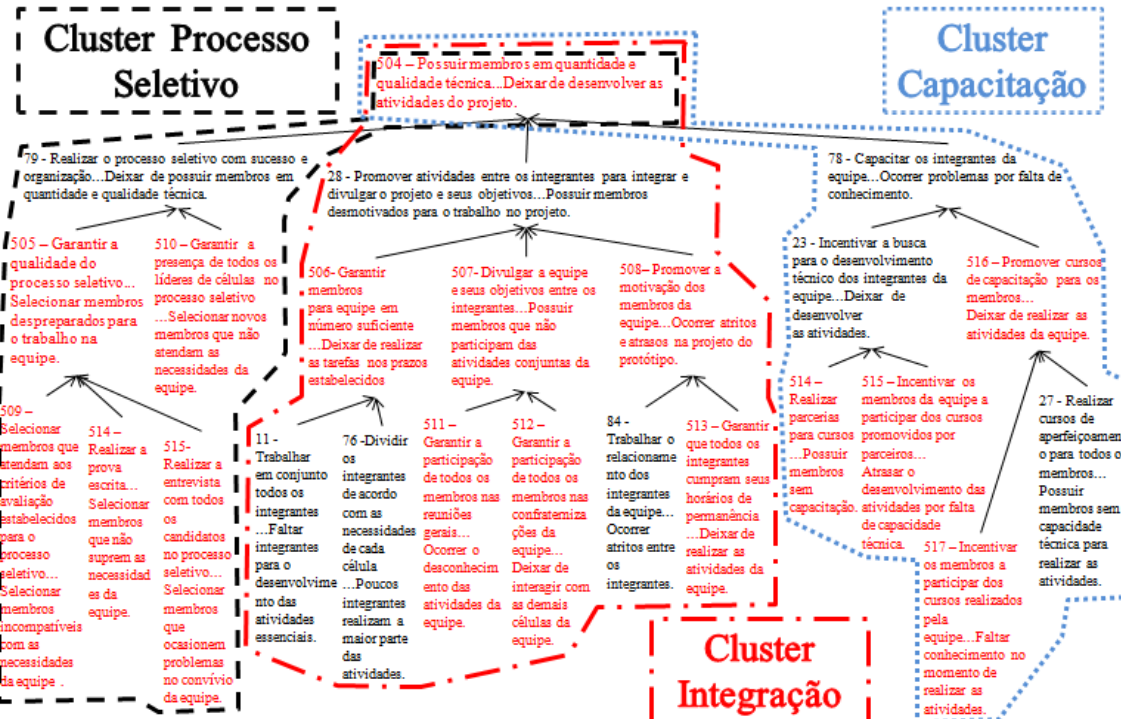 Cluster Processo
Seletivo
Cluster
Capacitação
504 – Possuir membros em quantidade e
qualidade técnica...Deixar de desenvolver as
atividades do projeto.
79 - Realizar o processo seletivo com sucesso e
organização...Deixar de possuir membros em
quantidade e qualidade técnica.
28 - Promover atividades entre os integrantes para integrar e
divulgar o projeto e seus objetivos...Possuir membros
desmotivados para o trabalho no projeto.
78 - Capacitar os integrantes da
equipe...Ocorrer problemas por falta de
conhecimento.
505 – Garantir a
qualidade do
processo seletivo...
Selecionar membros
despreparados para
o trabalho na
equipe.
510 – Garantir a
presença de todos os
líderes de células no
processo seletivo
...Selecionar novos
membros que não
atendam as
necessidades da
equipe.
506- Garantir
membros
para equipe em
número suficiente
...Deixar de realizar
as tarefas nos prazos
estabelecidos
507- Divulgar a equipe
e seus objetivos entre os
integrantes...Possuir
membros que não
participam das
atividades conjuntas da
equipe.
508– Promover a
motivação dos
membros da
equipe...Ocorrer atritos
e atrasos na projeto do
protótipo.
23 - Incentivar a busca
para o desenvolvimento
técnico dos integrantes da
equipe...Deixar de
desenvolver
as atividades.
516 – Promover cursos
de capacitação para os
membros...
Deixar de realizar as
atividades da equipe.
509 –
Selecionar
membros que
atendam aos
critérios de
avaliação
estabelecidos
para o
processo
seletivo...
Selecionar
membros
incompatíveis
com as
necessidades
da equipe .
514 –
Realizar a
prova
escrita...
Selecionar
membros
que não
suprem as
necessidad
es da
equipe.
515-
Realizar a
entrevista
com todos
os
candidatos
no processo
seletivo...
Selecionar
membros
que
ocasionem
problemas
no convívio
da equipe.
11 -
Trabalhar
em conjunto
todos os
integrantes
...Faltar
integrantes
para o
desenvolvime
nto das
atividades
essenciais.
76 -Dividir
os
integrantes
de acordo
com as
necessidades
de cada
célula
...Poucos
integrantes
realizam a
maior parte
das
atividades.
511 –
Garantir a
participação
de todos os
membros nas
reuniões
gerais...
Ocorrer o
desconhecim
ento das
atividades da
equipe.
512 –
Garantir a
participação
de todos os
membros nas
confraterniza
ções da
equipe...
Deixar de
interagir com
as demais
células da
equipe.
84 -
Trabalhar o
relacioname
nto dos
integrantes
da equipe...
Ocorrer
atritos entre
os
integrantes.
513 – Garantir
que todos os
integrantes
cumpram seus
horários de
permanência
...Deixar de
realizar as
atividades da
equipe.
514 –
Realizar
parcerias
para cursos
...Possuir
membros
sem
capacitação.
515 – Incentivar os
membros da equipe a
participar dos cursos
promovidos por
parceiros...
Atrasar o
desenvolvimento das
atividades por falta
de capacidade
técnica.
517 – Incentivar
os membros a
participar dos
cursos realizados
pela
equipe...Faltar
conhecimento no
momento de
realizar as
atividades.
27 - Realizar
cursos de
aperfeiçoamen
o para todos o
membros...
Possuir
membros sem
capacidade
técnica para
realizar as
atividades.
Cluster
Integração